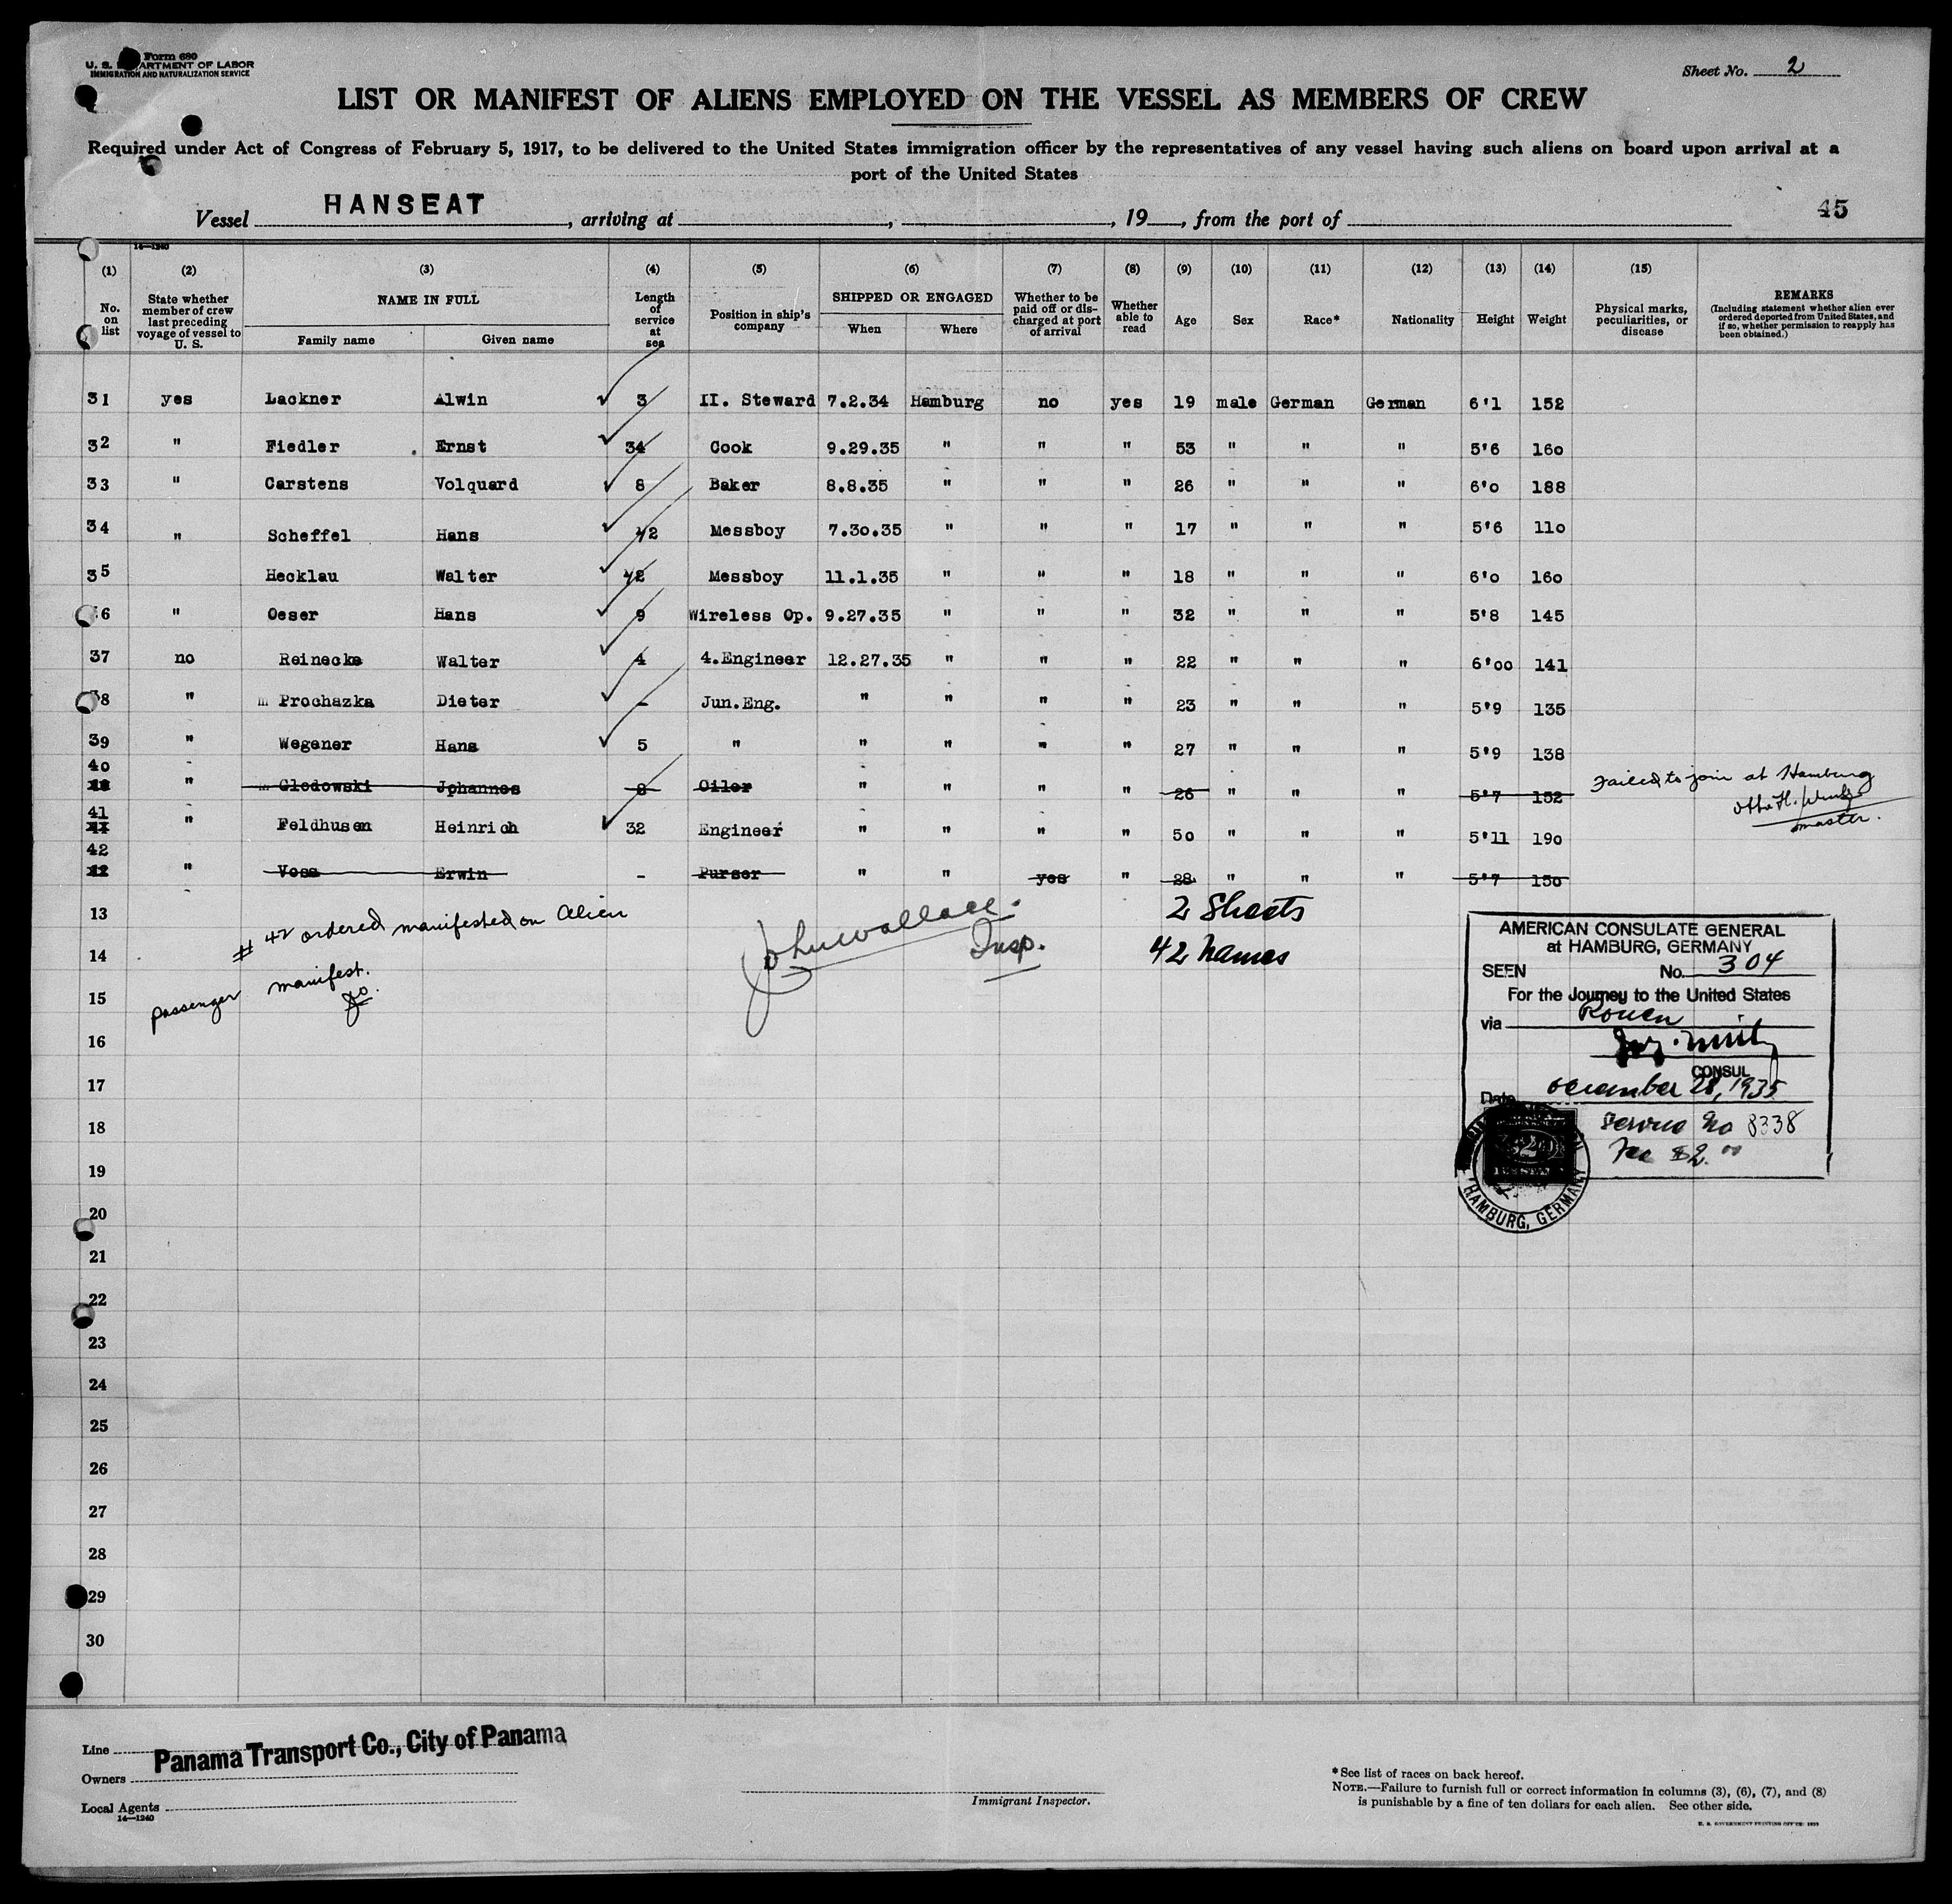 Form 680
U. S. DEPARTMENT OF LABOR
IMMIGRATION AND NATURALIZATION SERVICE
Sheet No. 2
LIST OR MANIFEST OF ALIENS EMPLOYED ON THE VESSEL AS MEMBERS OF CREW
Required under Act of Congress of February 5, 1917, to be delivered to the United States immigration officer by the representatives of any vessel having such aliens on board upon arrival at a
port of the United States
Vessel HANSEAT, arriving at , , 19 , from the port of
45
14—1240
(1) (2) (3) (4) (5) (6) (7) (8) (9) (10) (11) (12) (13) (14) (15)
No. on list
State whether member of crew last preceding voyage of vessel to U. S.
NAME IN FULL
Family name Given name
Length of service at sea
Position in ship's company
SHIPPED OR ENGAGED
When Where
Whether to be paid off or discharged at port of arrival
Whether able to read
Age Sex Race* Nationality Height Weight
Physical marks, peculiarities, or disease
REMARKS
(Including statement whether alien ever ordered deported from United States, and if so, whether permission to reapply has been obtained.)
31 yes Lackner Alwin 3 II. Steward 7.2.34 Hamburg no yes 19 male German German 6'1 152
32 " Fiedler Ernst 34 Cook 9.29.35 " " " 53 " " " 5'6 160
33 " Carstens Volquard 8 Baker 8.8.35 " " " 26 " " " 6'0 188
34 " Scheffel Hans 1/2 Messboy 7.30.35 " " " 17 " " " 5'6 110
35 Hecklau Walter 1/2 Messboy 11.1.35 " " " 18 " " " 6'0 160
36 " Oeser Hans 9 Wireless Op. 9.27.35 " " " 32 " " " 5'8 145
37 no Reinecke Walter 4 4.Engineer 12.27.35 " " " 22 " " " 6'00 141
38 " Prochazka Dieter - Jun.Eng. " " " " 23 " " " 5'9 135
39 " Wegener Hans 5 " " " " " 27 " " " 5'9 138
40 " Glodowski Johannes 8 Oiler " " " " 26 " " " 5'7 152 Failed to join at Hamburg
master.
41 " Feldhusen Heinrich 32 Engineer " " " " 50 " " " 5'11 190
42 " Voss Erwin - Purser " " yes " 28 " " " 5'7 150
13
# 42 ordered manifested on Alien
passenger manifest.
John Wallace.
Insp.
2 Sheets
42 names
14
15
16
17
18
19
20
21
22
23
24
25
26
27
28
29
30
AMERICAN CONSULATE GENERAL
at HAMBURG, GERMANY
SEEN No. 304
For the Journey to the United States
via Rouen
CONSUL
Date December 28, 1935
Service No 8338
Fee $2.00
HAMBURG, GERMANY
Line
Panama Transport Co., City of Panama
Owners
Local Agents
14—1240
Immigrant Inspector.
*See list of races on back hereof.
NOTE.—Failure to furnish full or correct information in columns (3), (6), (7), and (8)
is punishable by a fine of ten dollars for each alien. See other side.
U. S. GOVERNMENT PRINTING OFFICE: 1933